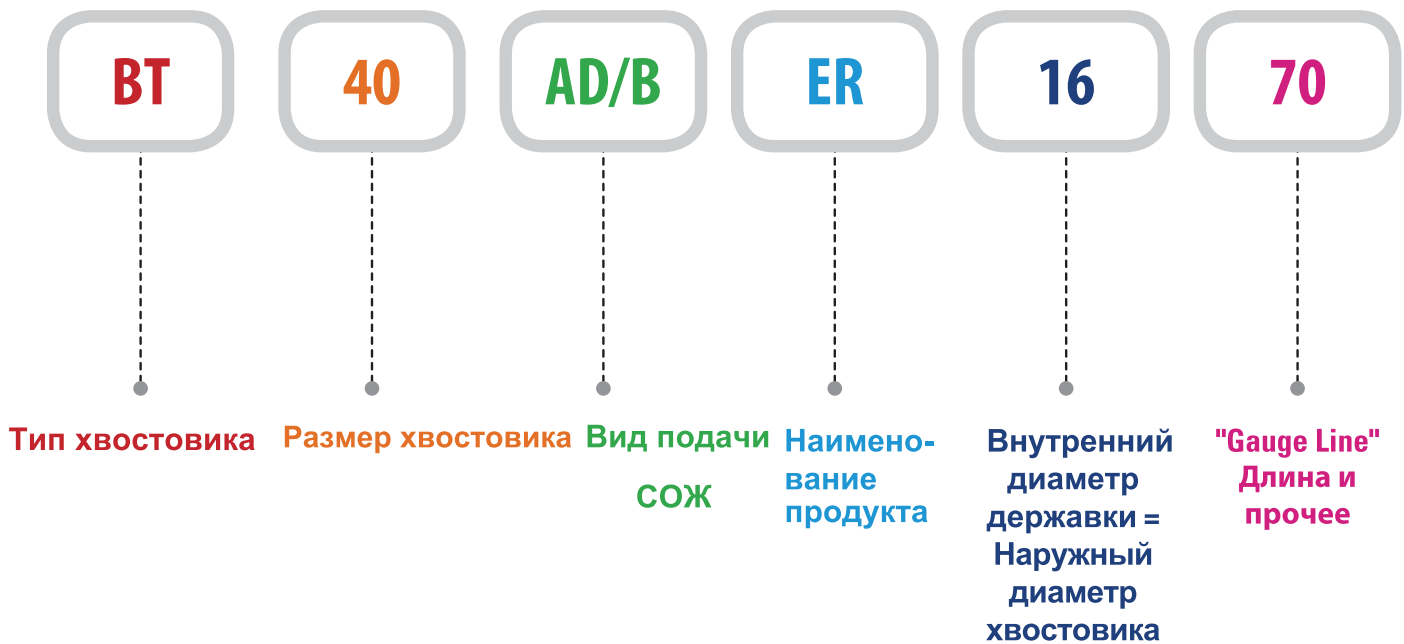 BT
40
AD/B
ER
16
70
Тип хвостовика
Размер хвостовика
Вид подачи
СОЖ
Наимено-
вание
продукта
Внутренний
диаметр
державки =
Наружный
диаметр
хвостовика
"Gauge Line"
Длина и
прочее